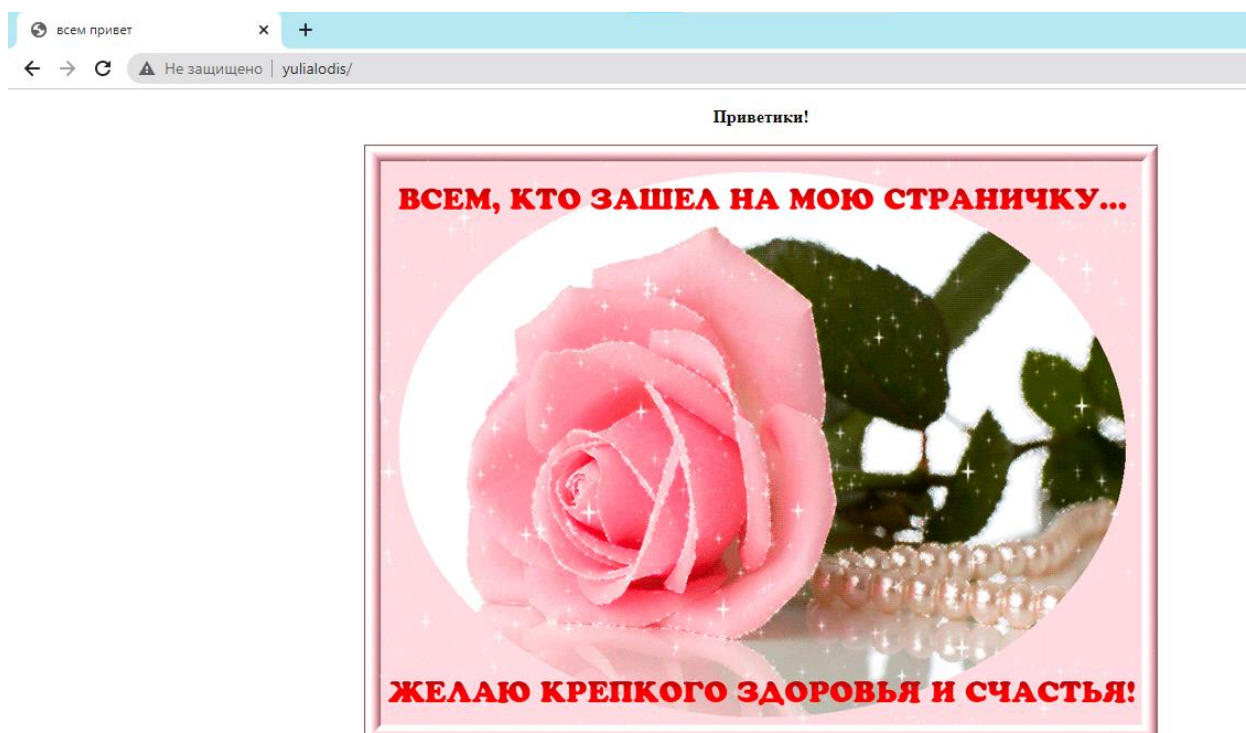 всем привет
Не защищено | yulialodis/
Приветики!
ВСЕМ, КТО ЗАШЕЛ НА МОЮ СТРАНИЧКУ...
ЖЕЛАЮ КРЕПКОГО ЗДОРОВЬЯ И СЧАСТЬЯ!